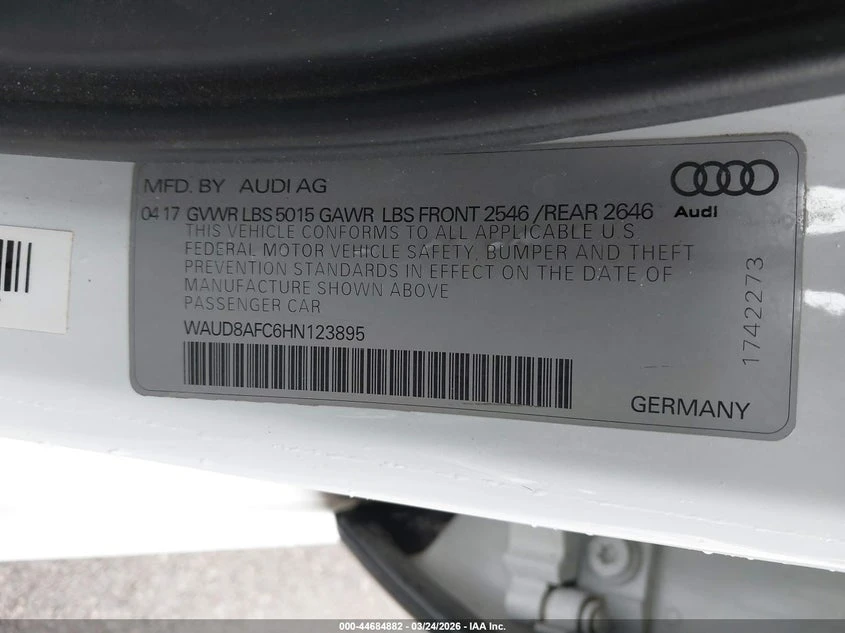 MFD. BY AUDI AG
Audi
04 17 GVWR LBS 5015 GAWR LBS FRONT 2546 /REAR 2646
THIS VEHICLE CONFORMS TO ALL APPLICABLE U S
FEDERAL MOTOR VEHICLE SAFETY, BUMPER AND THEFT
PREVENTION STANDARDS IN EFFECT ON THE DATE OF
MANUFACTURE SHOWN ABOVE
PASSENGER CAR
WAUD8AFC6HN123895
1742273
GERMANY
000-44684882 - 03/24/2026 - IAA Inc.